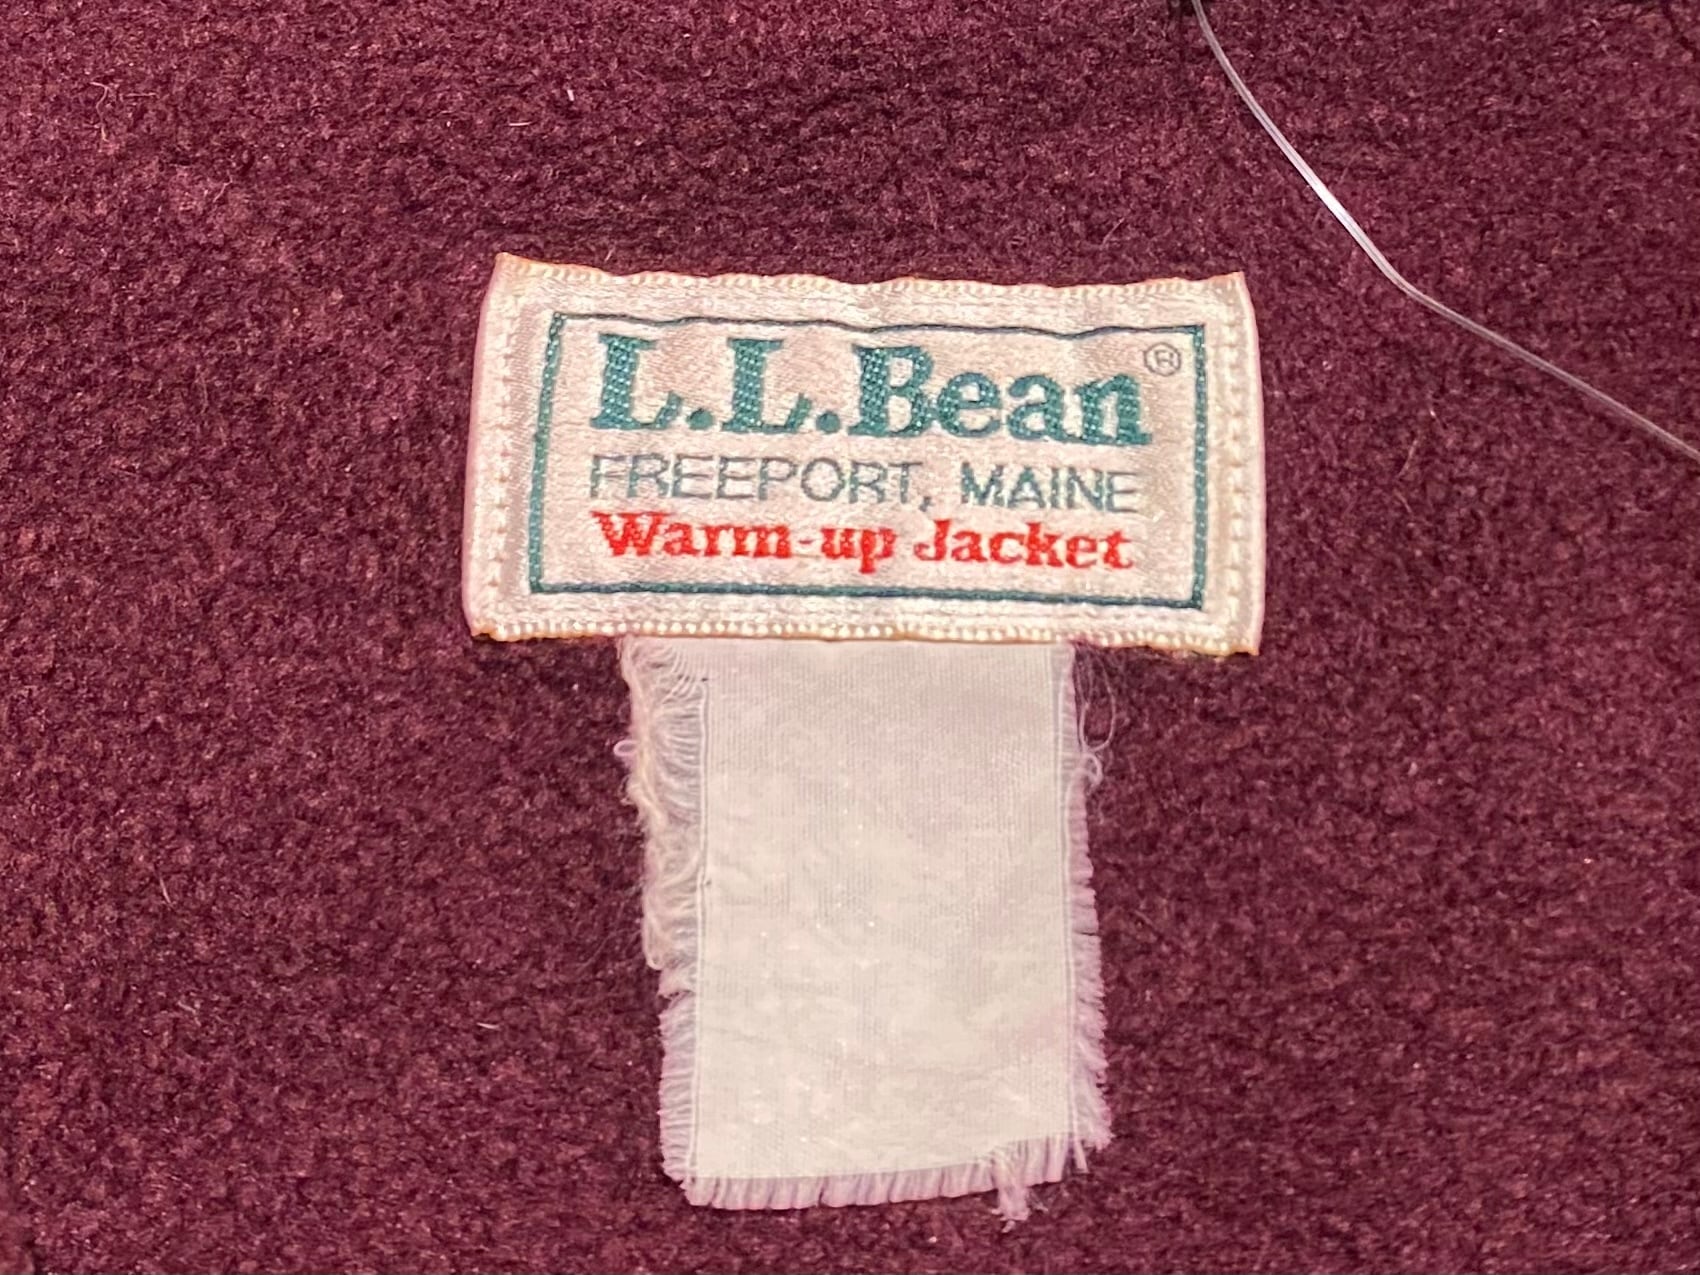 L.L.Bean®
FREEPORT, MAINE
Warm-up Jacket